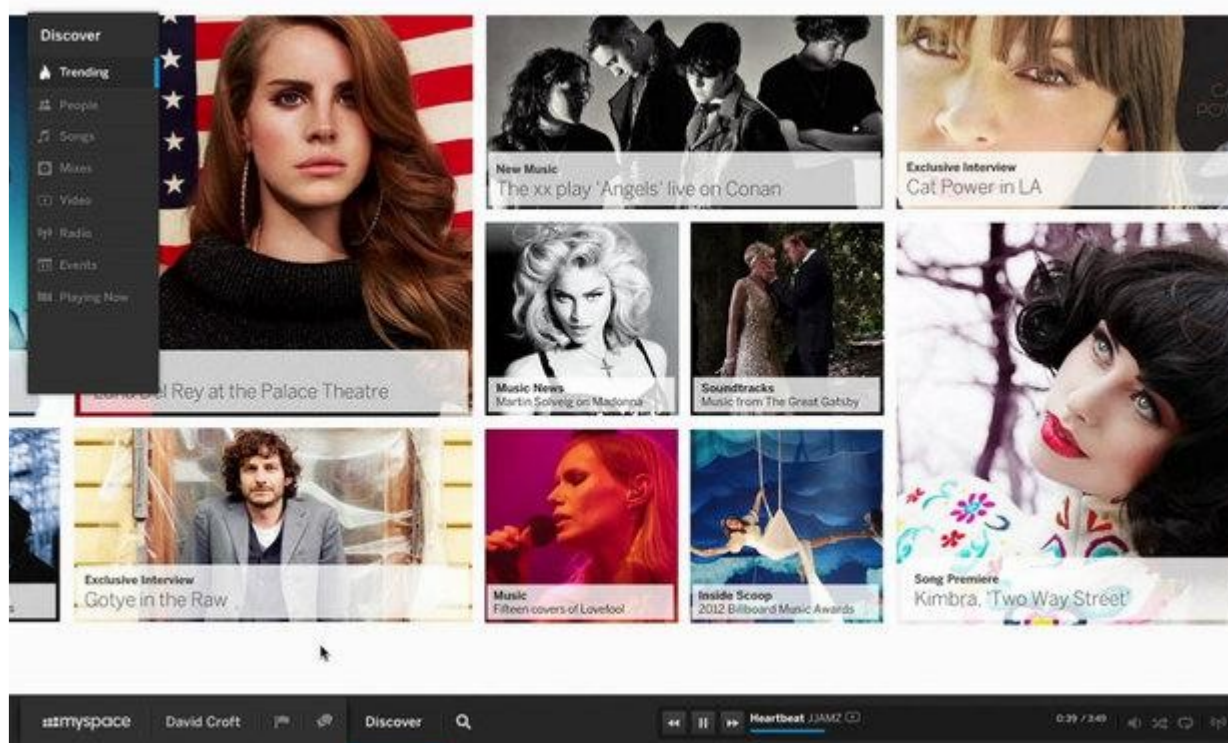 Discover
Trending
People
Songs
Mixes
Video
Radio
Events
Playing Now
Del Rey at the Palace Theatre
New Music
The xx play 'Angels' live on Conan
Exclusive Interview
Cat Power in LA
Music News
Martin Solveig on Madonna
Soundtracks
Music from The Great Gatsby
Exclusive Interview
Gotye in the Raw
Music
Fifteen covers of Lovefool
Inside Scoop
2012 Billboard Music Awards
Song Premiere
Kimbra, 'Two Way Street'
myspace
David Croft
Discover
Heartbeat JJAMZ
0:39 / 3:49